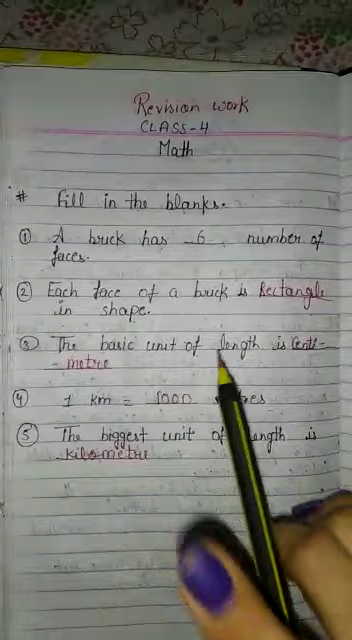 Revision work
CLASS-4
Math
# Fill in the blanks.
① A brick has 6 number of
faces.
② Each face of a brick is Rectangle
in shape.
③ The basic unit of length is Centi-
- metre
④ 1 km = 1000
⑤ The biggest unit of length is
kilometre